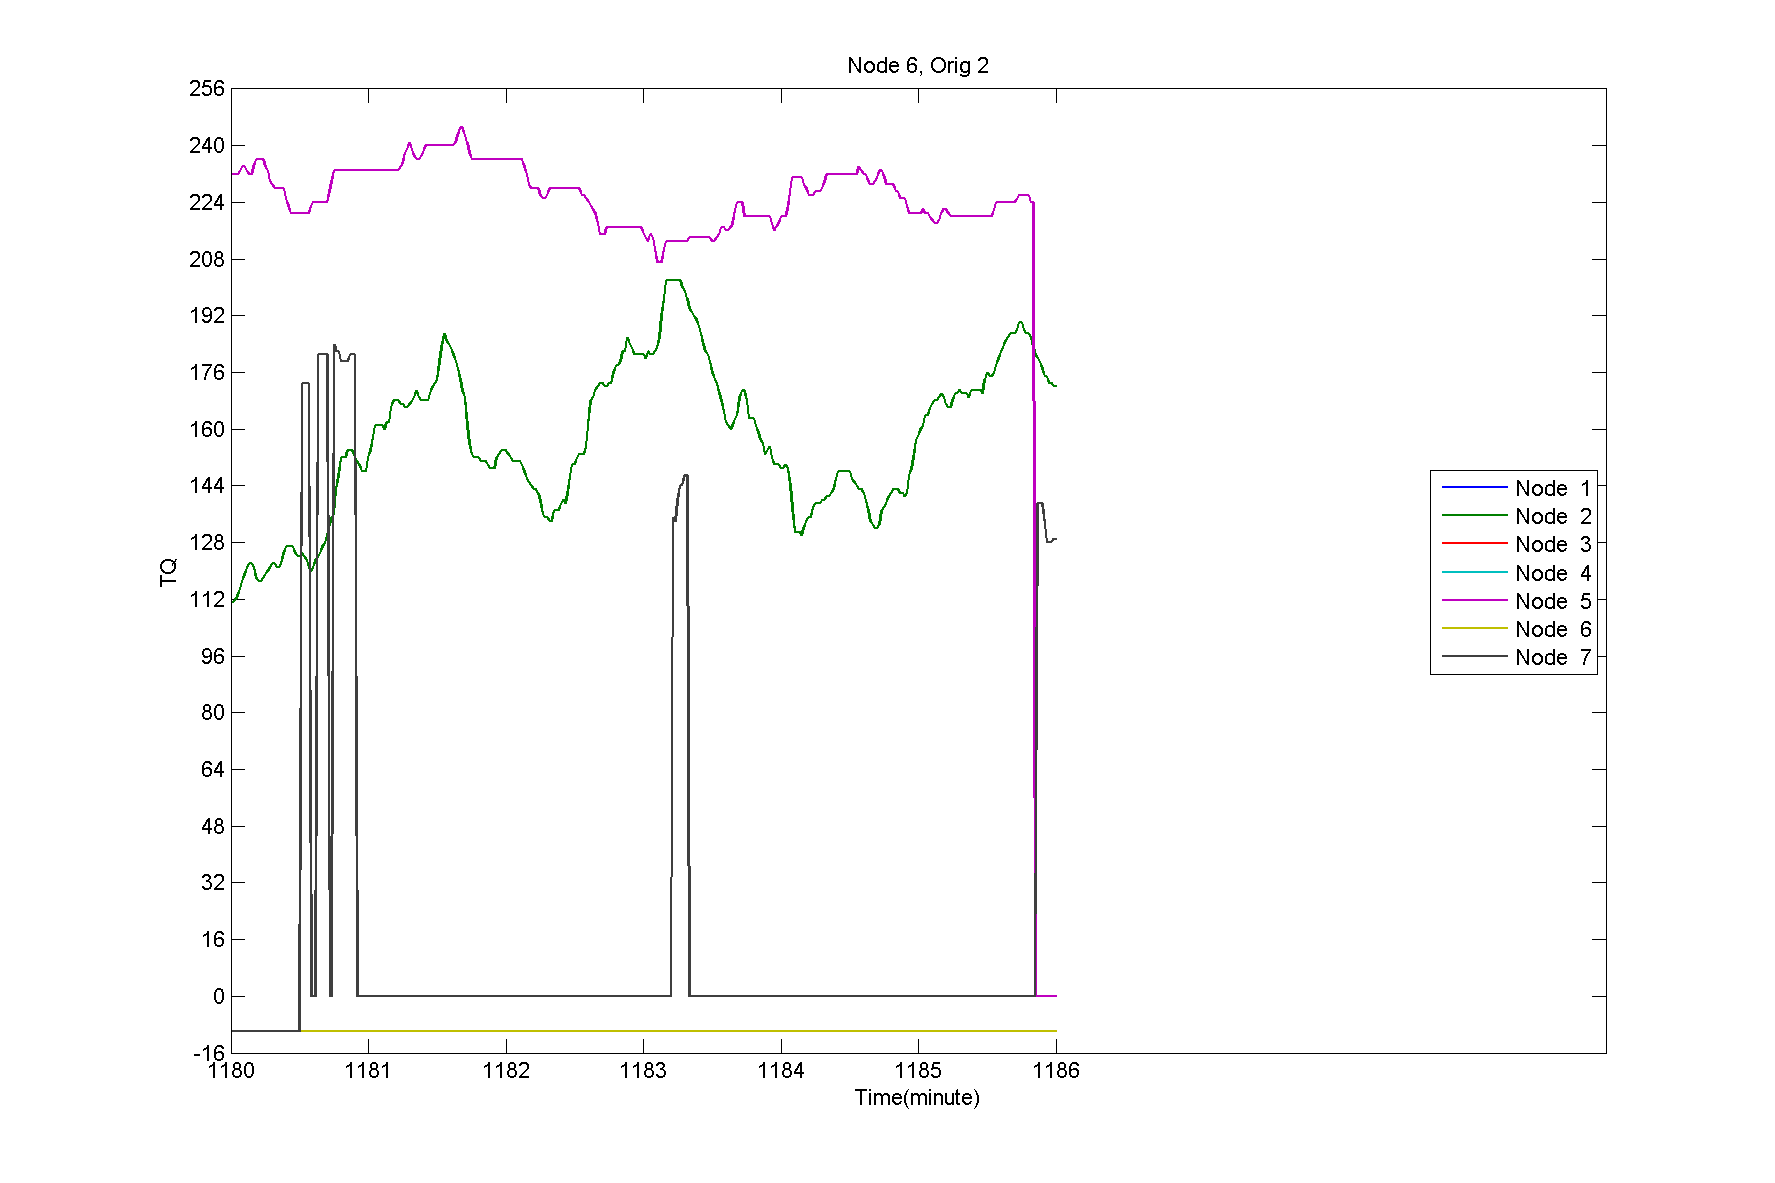 Node 6, Orig 2
256
240
224
208
192
176
160
144
128
112
96
80
64
48
32
16
0
-16
TQ
1180 1181 1182 1183 1184 1185 1186
Time(minute)
Node 1
Node 2
Node 3
Node 4
Node 5
Node 6
Node 7